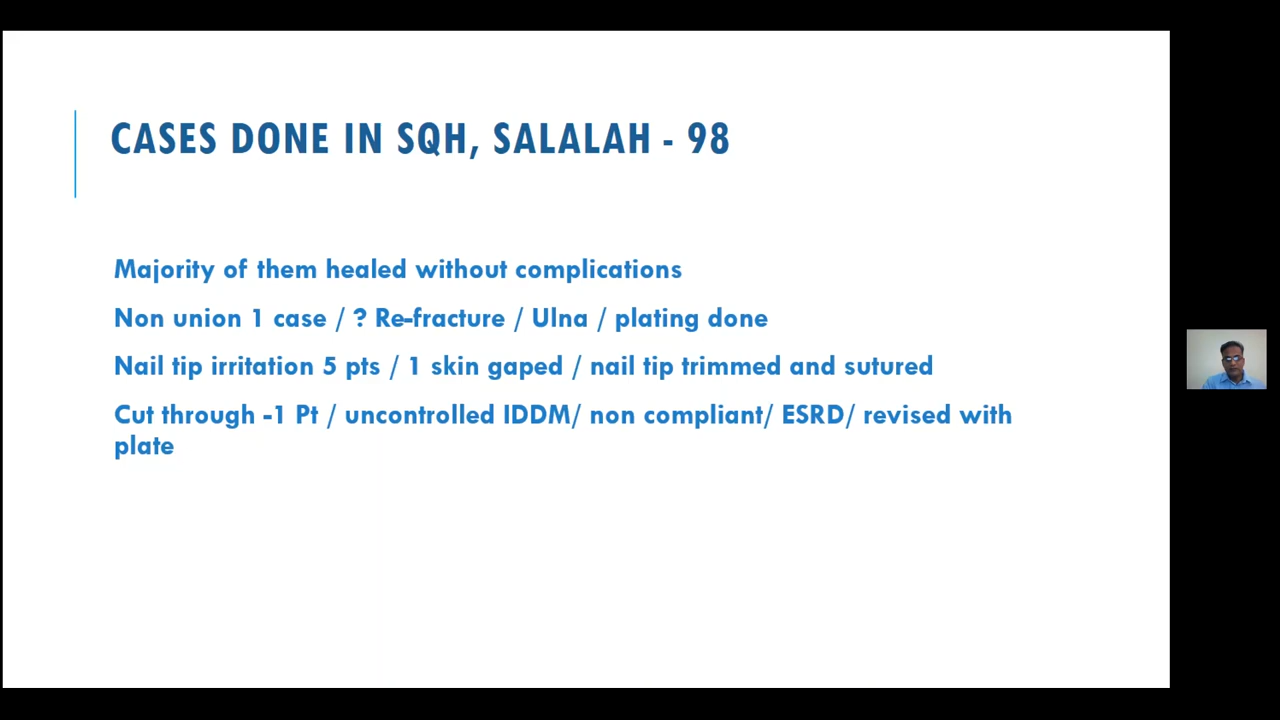 CASES DONE IN SQH, SALALAH - 98
Majority of them healed without complications
Non union 1 case / ? Re-fracture / Ulna / plating done
Nail tip irritation 5 pts / 1 skin gaped / nail tip trimmed and sutured
Cut through -1 Pt / uncontrolled IDDM/ non compliant/ ESRD/ revised with
plate